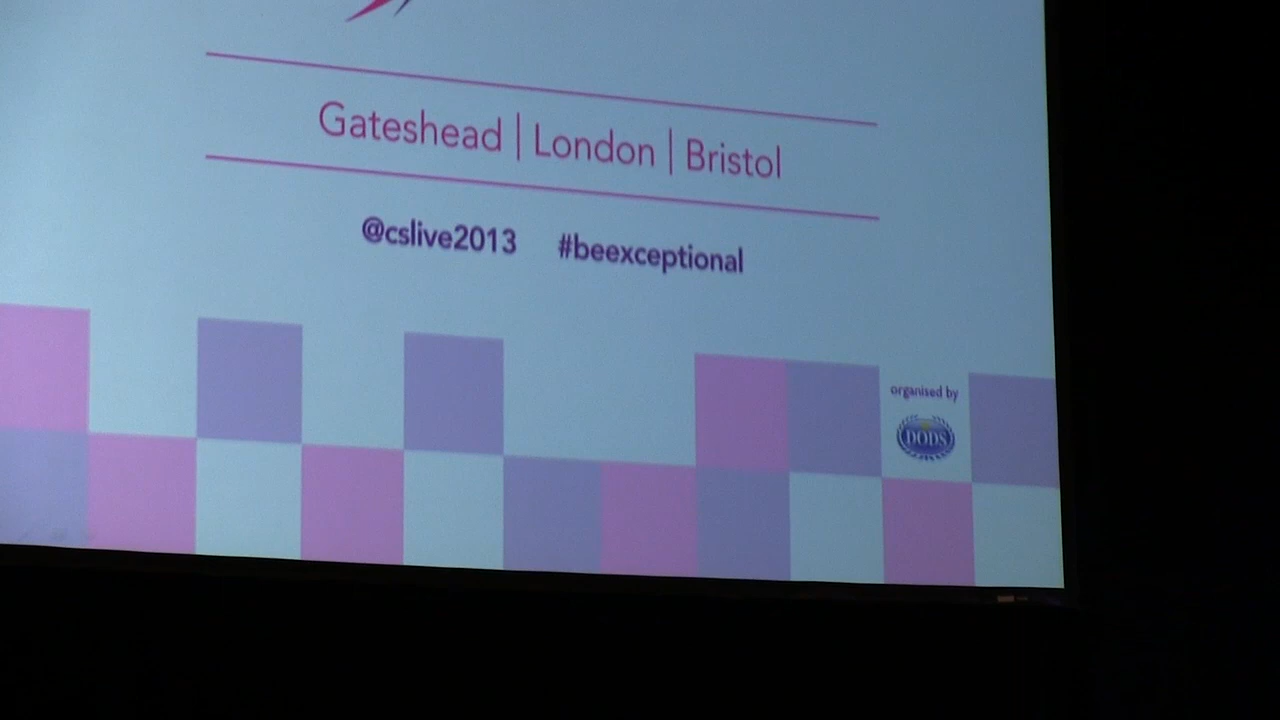 Gateshead | London | Bristol
@cslive2013 #beexceptional
organised by
DODS